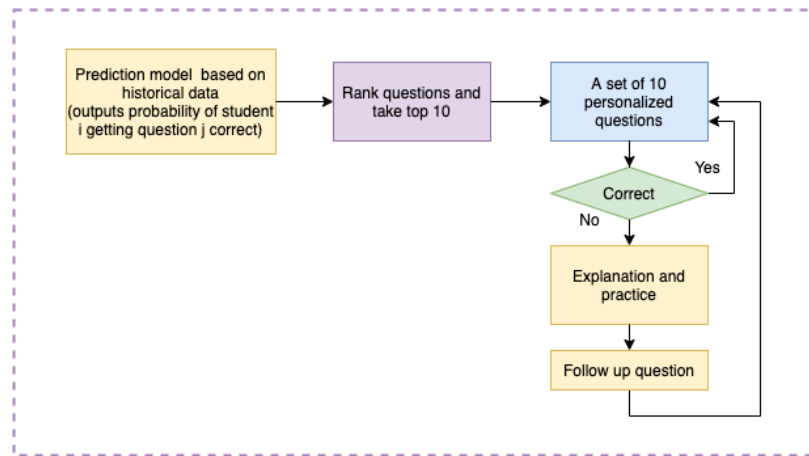 Prediction model based on
historical data
(outputs probability of student
i getting question j correct)
Rank questions and
take top 10
A set of 10
personalized
questions
Yes
Correct
No
Explanation and
practice
Follow up question